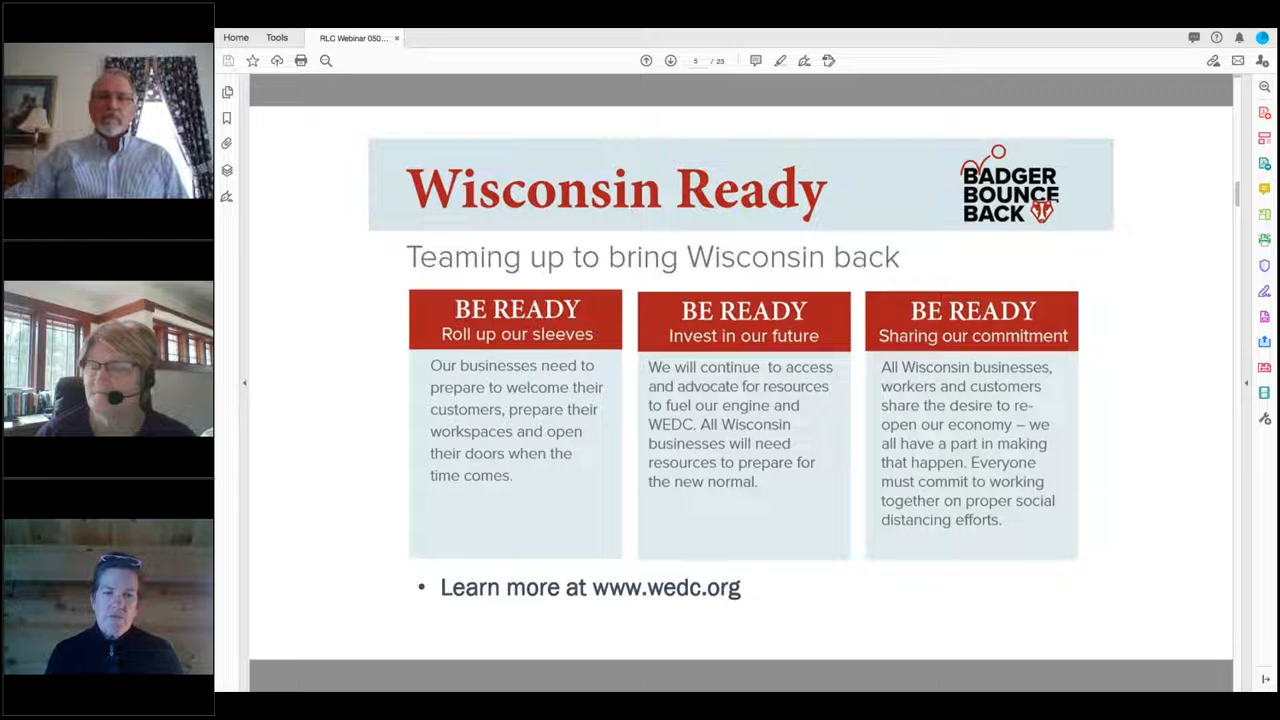 Home Tools RLC Webinar 050... ×
5 / 23
Wisconsin Ready
BADGER
BOUNCE
BACK
Teaming up to bring Wisconsin back
BE READY
Roll up our sleeves
Our businesses need to
prepare to welcome their
customers, prepare their
workspaces and open
their doors when the
time comes.
BE READY
Invest in our future
We will continue to access
and advocate for resources
to fuel our engine and
WEDC. All Wisconsin
businesses will need
resources to prepare for
the new normal.
BE READY
Sharing our commitment
All Wisconsin businesses,
workers and customers
share the desire to re-
open our economy – we
all have a part in making
that happen. Everyone
must commit to working
together on proper social
distancing efforts.
• Learn more at www.wedc.org